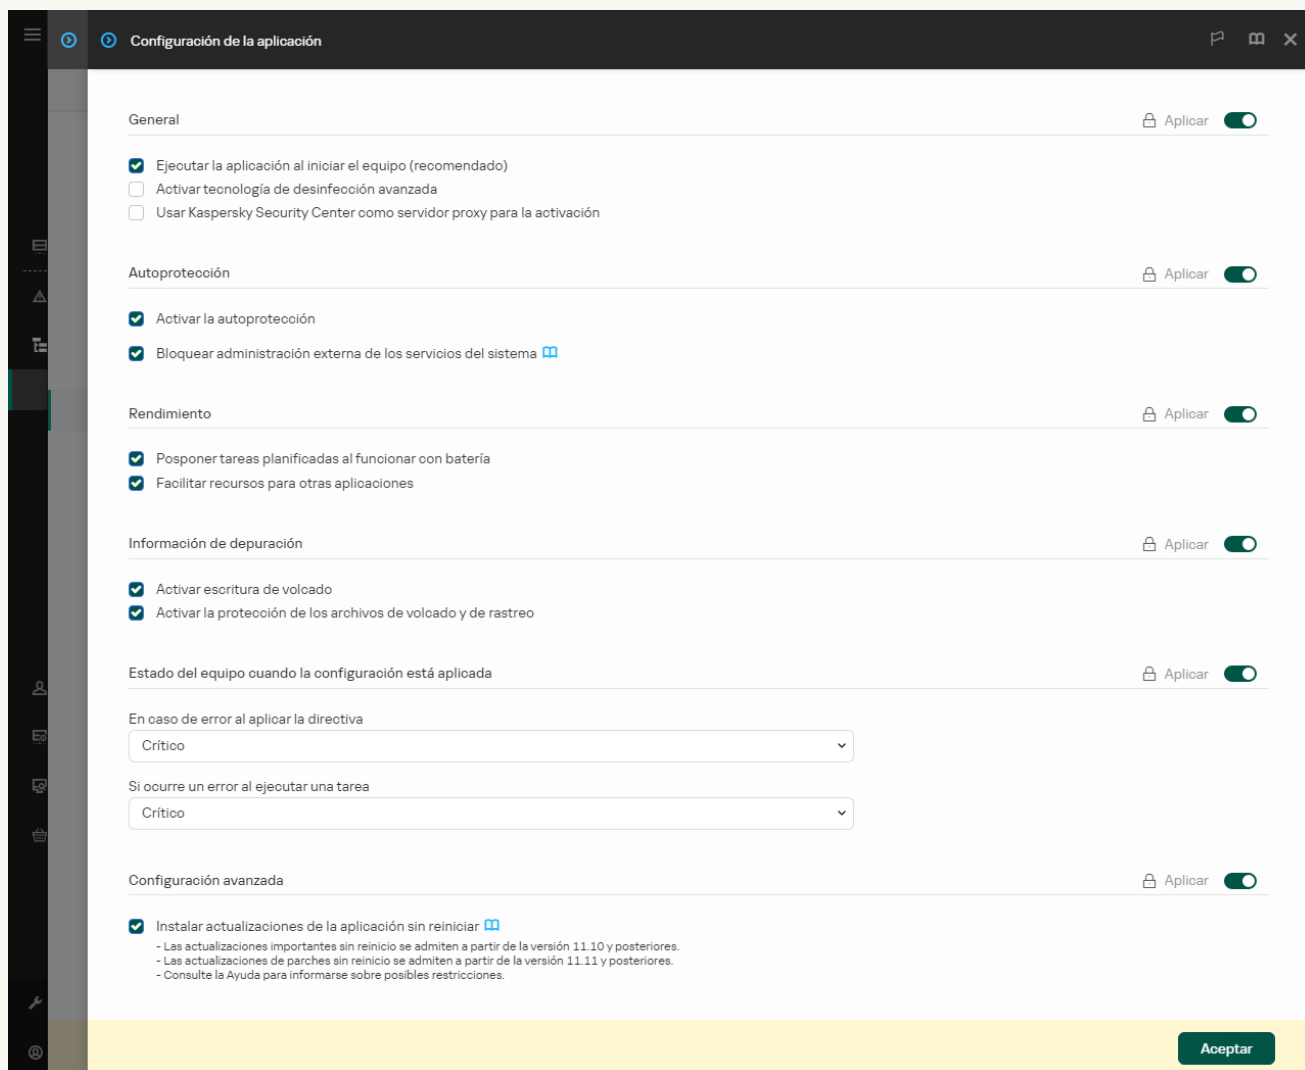 Configuración de la aplicación
General
Aplicar
Ejecutar la aplicación al iniciar el equipo (recomendado)
Activar tecnología de desinfección avanzada
Usar Kaspersky Security Center como servidor proxy para la activación
Autoprotección
Aplicar
Activar la autoprotección
Bloquear administración externa de los servicios del sistema
Rendimiento
Aplicar
Posponer tareas planificadas al funcionar con batería
Facilitar recursos para otras aplicaciones
Información de depuración
Aplicar
Activar escritura de volcado
Activar la protección de los archivos de volcado y de rastreo
Estado del equipo cuando la configuración está aplicada
Aplicar
En caso de error al aplicar la directiva
Crítico
Si ocurre un error al ejecutar una tarea
Crítico
Configuración avanzada
Aplicar
Instalar actualizaciones de la aplicación sin reiniciar
- Las actualizaciones importantes sin reinicio se admiten a partir de la versión 11.10 y posteriores.
- Las actualizaciones de parches sin reinicio se admiten a partir de la versión 11.11 y posteriores.
- Consulte la Ayuda para informarse sobre posibles restricciones.
Aceptar